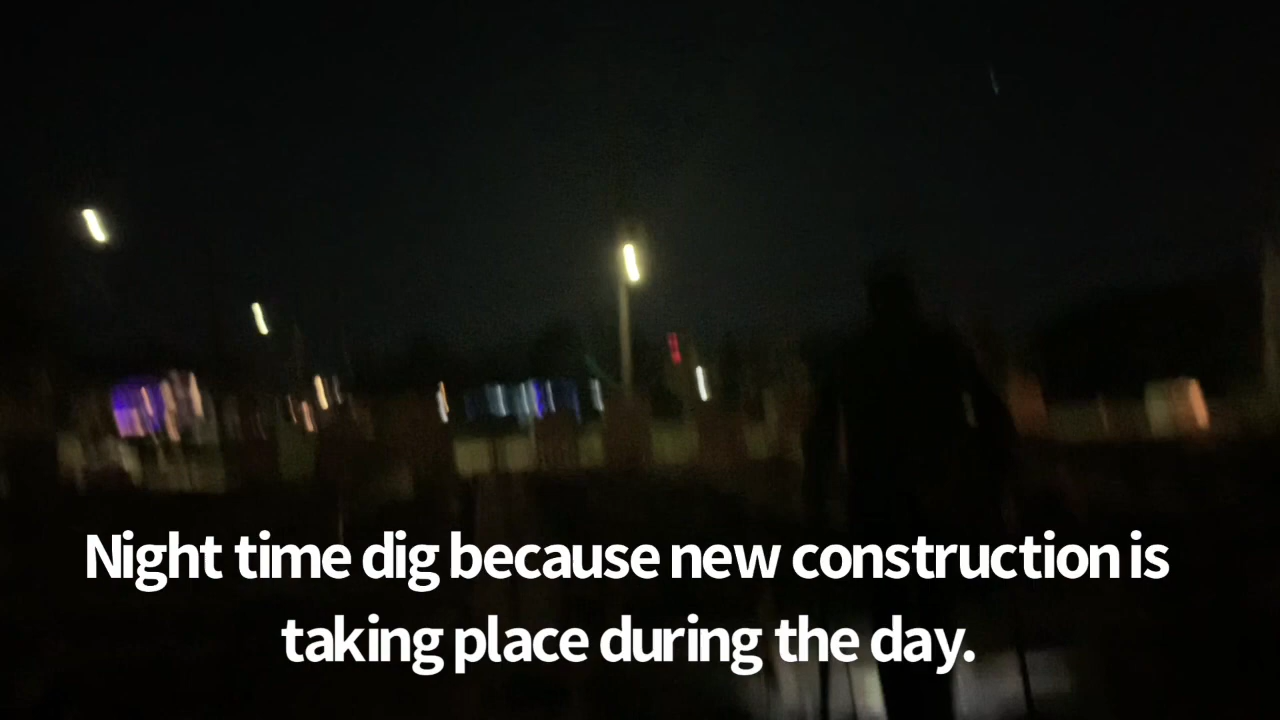 Night time dig because new construction is
taking place during the day.